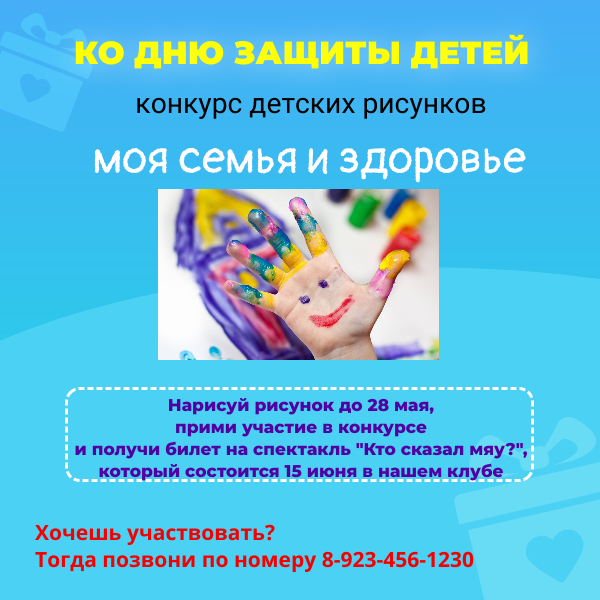 КО ДНЮ ЗАЩИТЫ ДЕТЕЙ
конкурс детских рисунков
моя семья и здоровье
Нарисуй рисунок до 28 мая,
прими участие в конкурсе
и получи билет на спектакль "Кто сказал мяу?",
который состоится 15 июня в нашем клубе
Хочешь участвовать?
Тогда позвони по номеру 8-923-456-1230